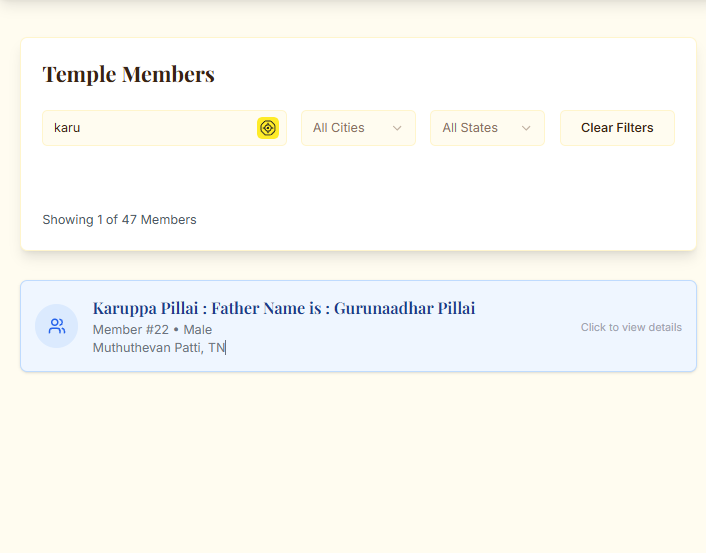 Temple Members
karu
All Cities
All States
Clear Filters
Showing 1 of 47 Members
Karuppa Pillai : Father Name is : Gurunaadhar Pillai
Member #22 • Male
Muthuthevan Patti, TN
Click to view details